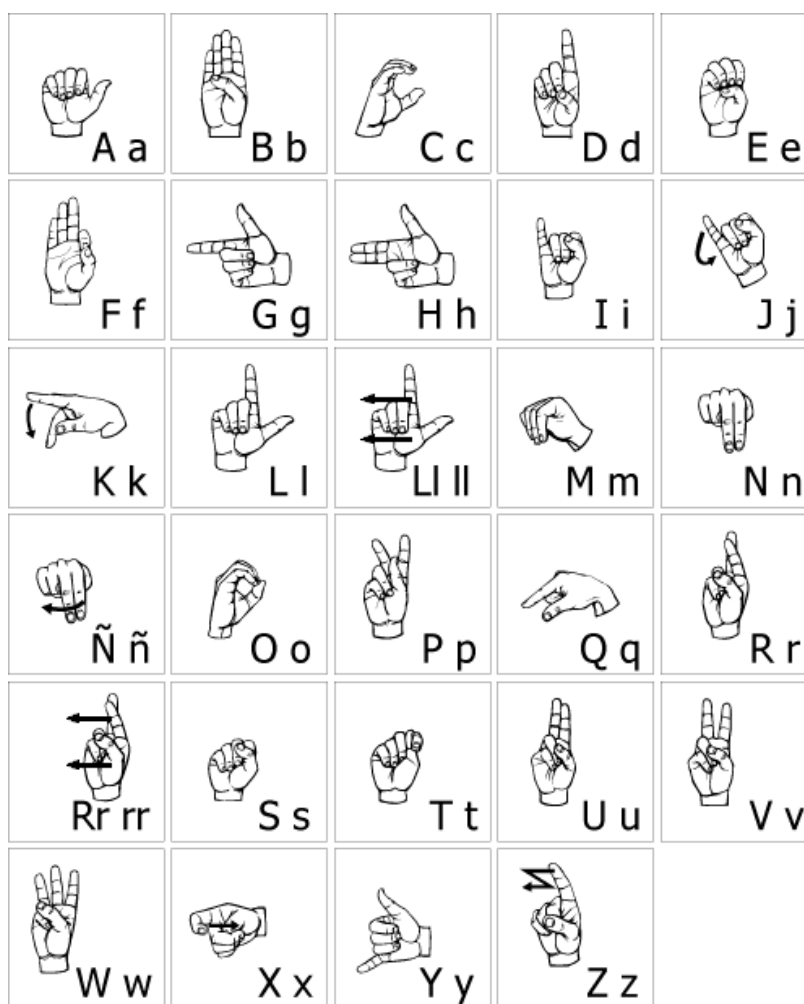 A a B b C c D d E e
F f G g H h I i J j
K k L l Ll ll M m N n
Ñ ñ O o P p Q q R r
Rr rr S s T t U u V v
W w X x Y y Z z